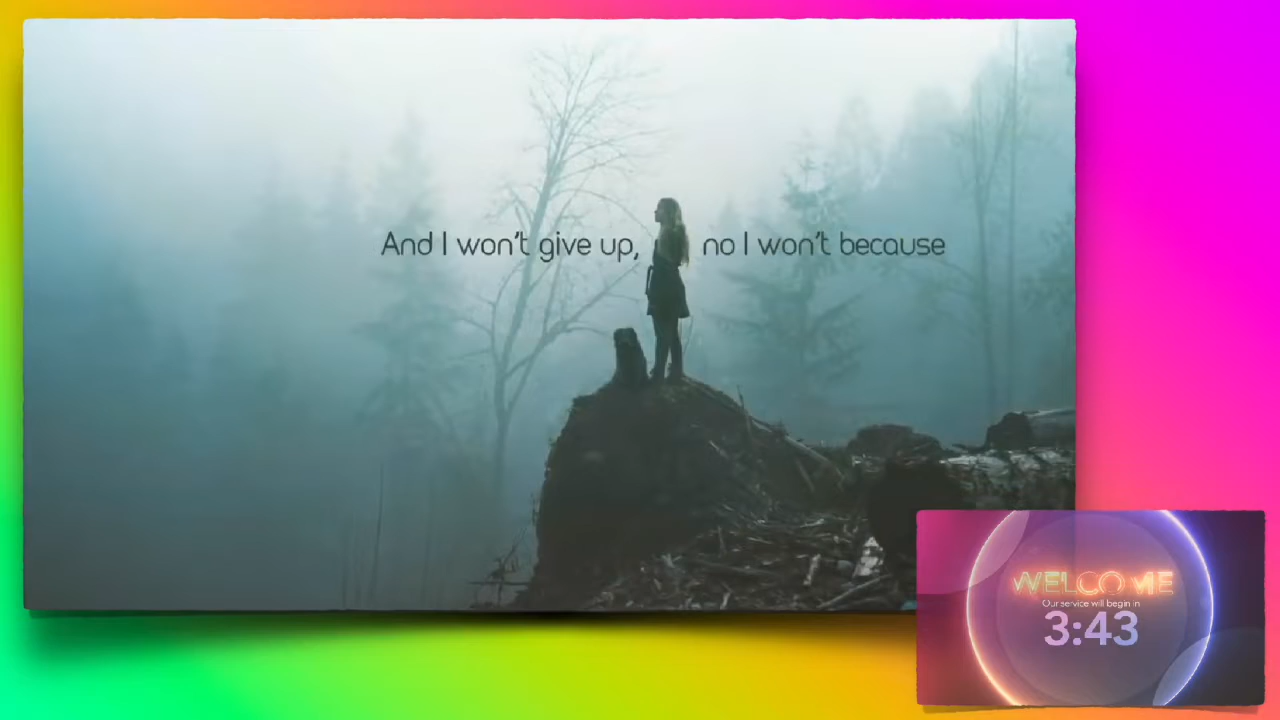 And I won't give up, no I won't because
WELCOME
Our service will begin in
3:43